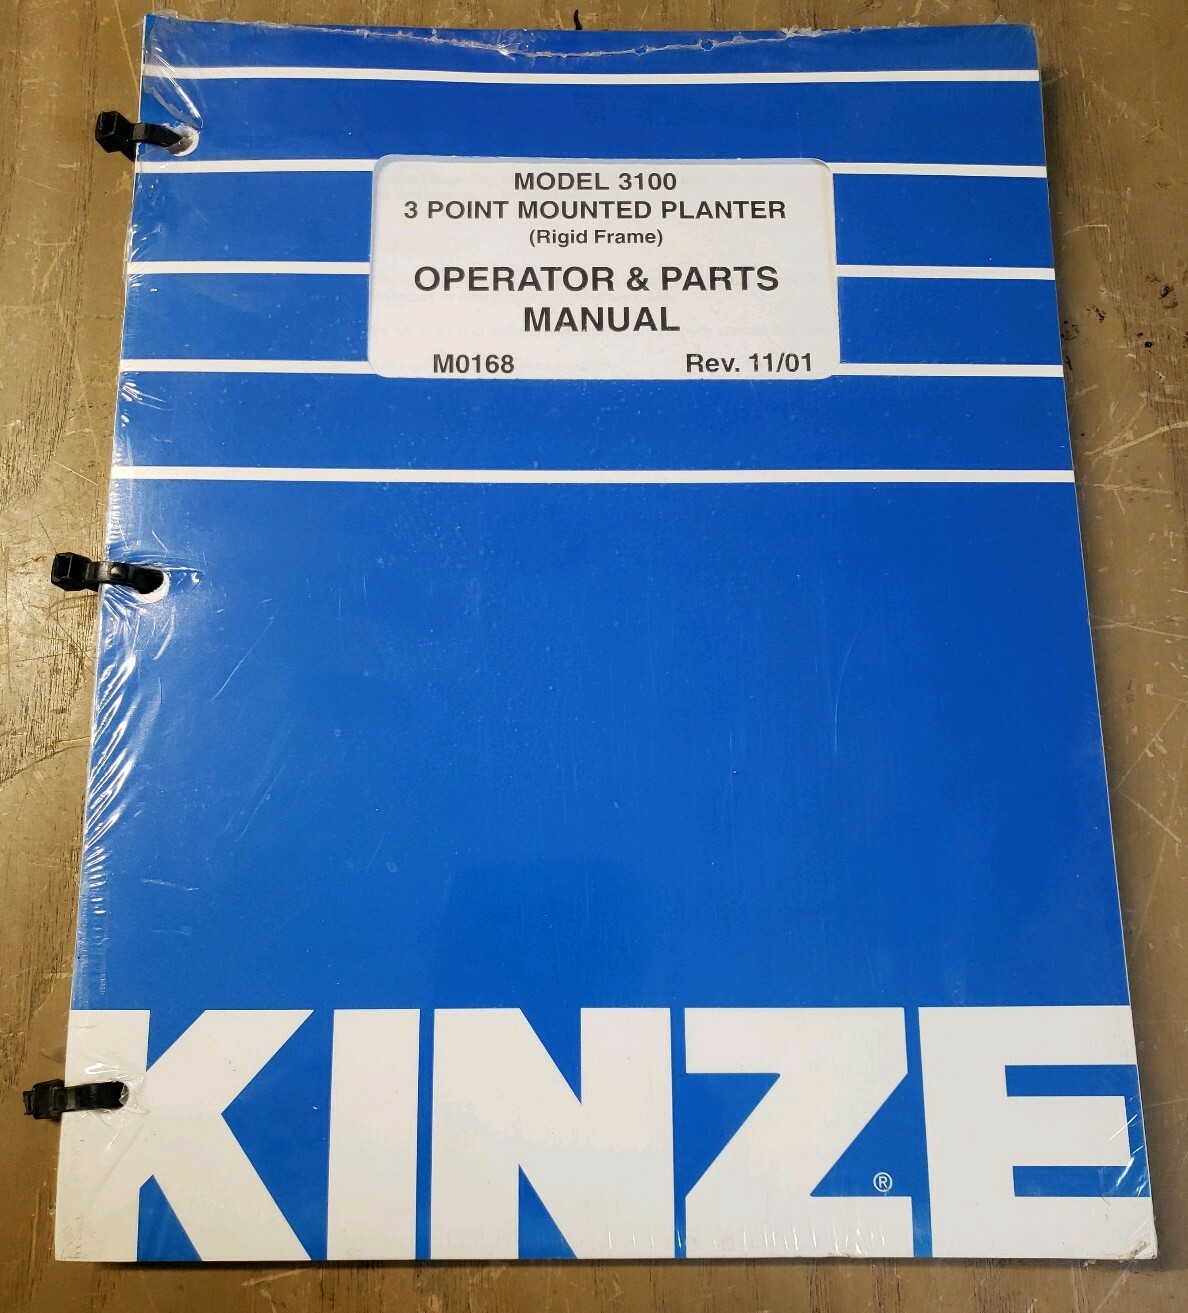 MODEL 3100
3 POINT MOUNTED PLANTER
(Rigid Frame)
OPERATOR & PARTS
MANUAL
M0168 Rev. 11/01
KINZE ®